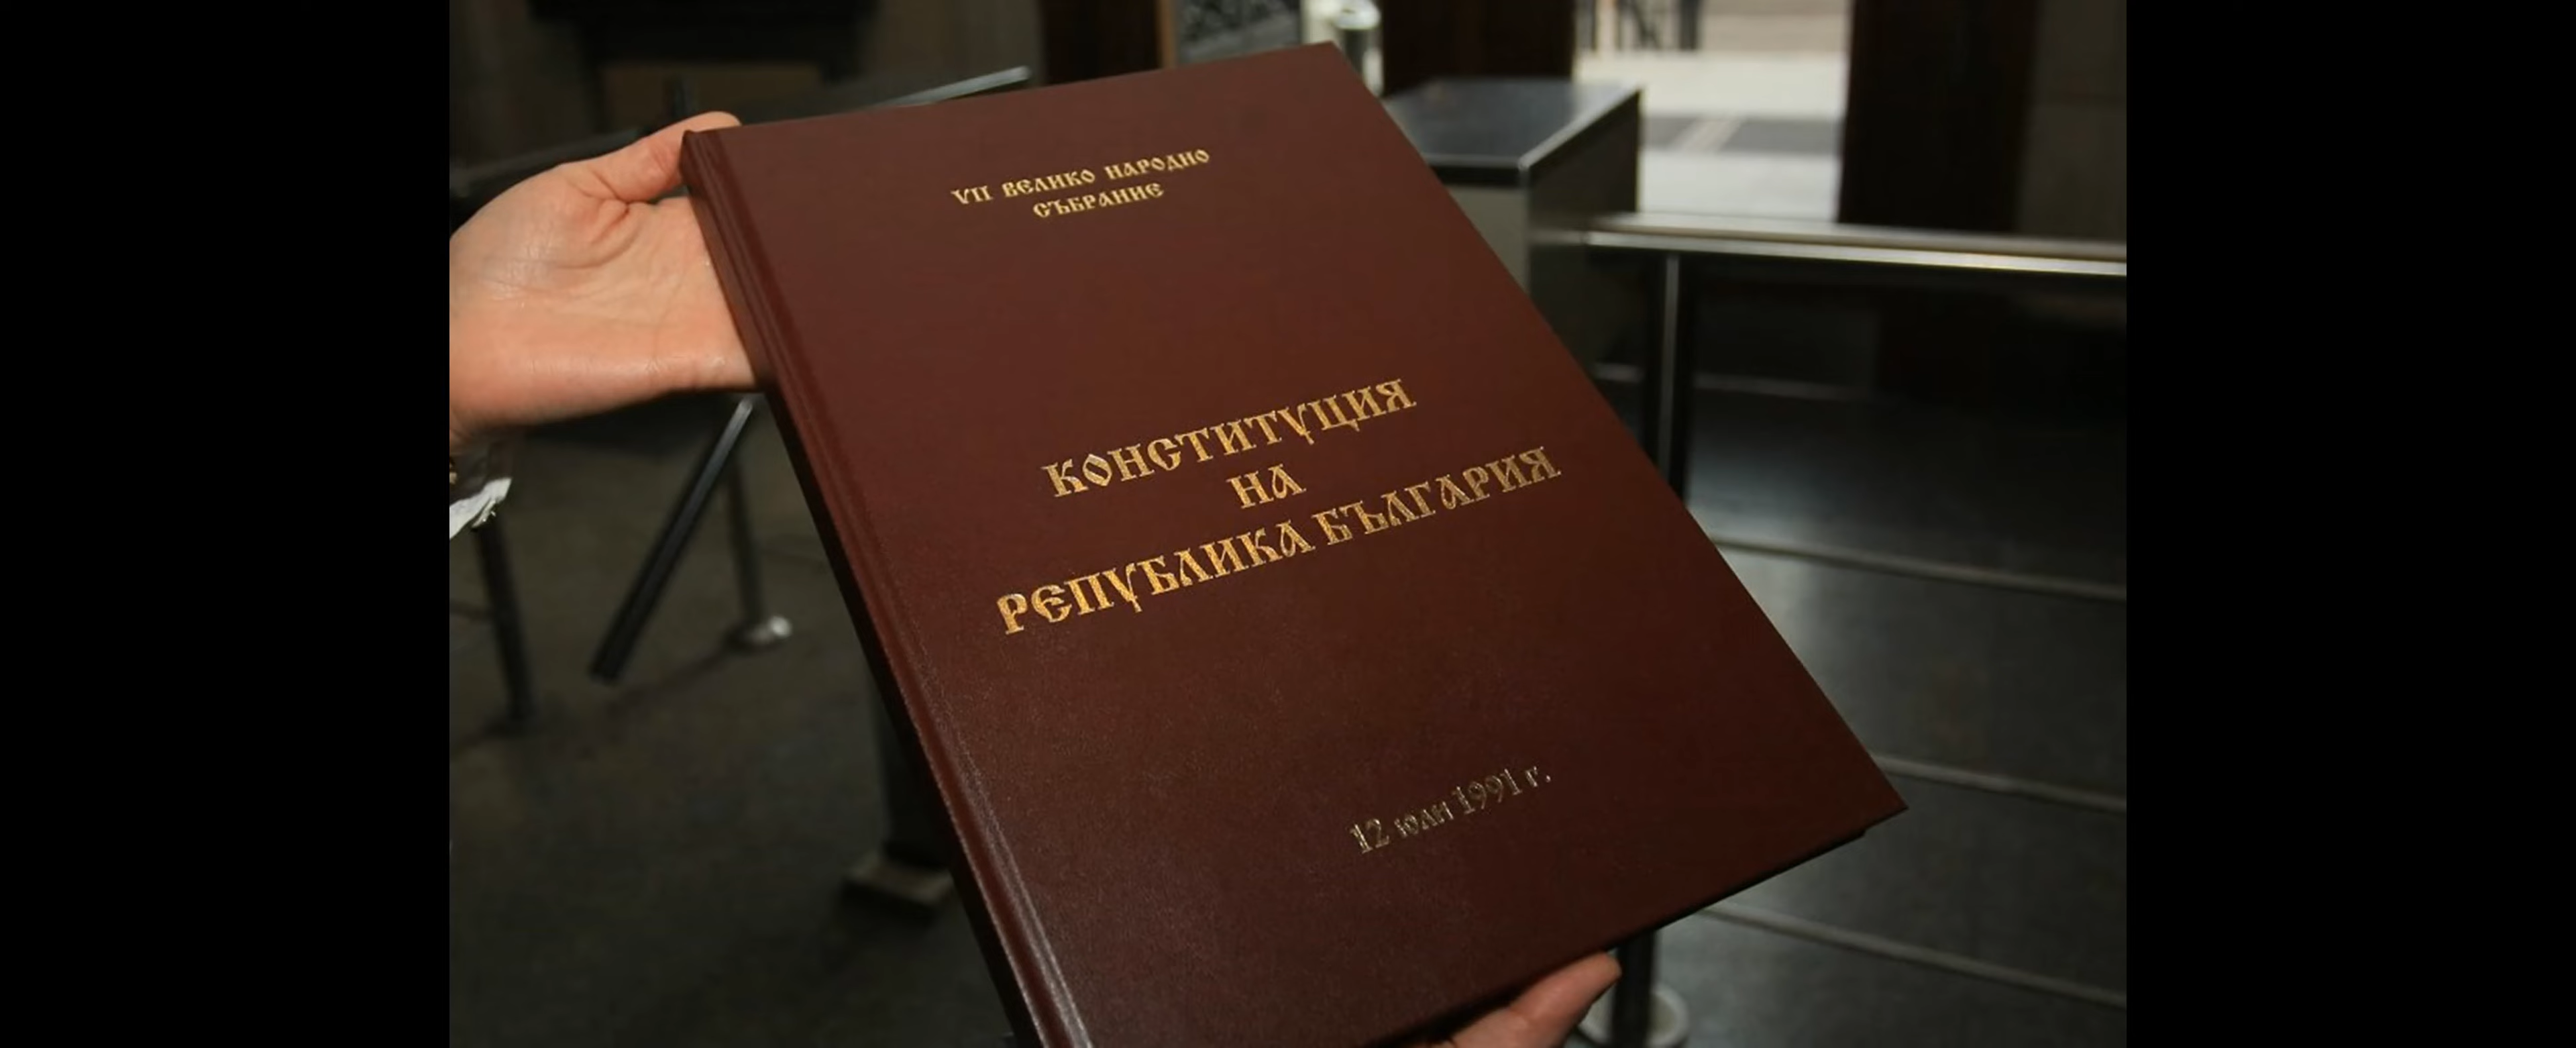 VII ВЕЛИКО НАРОДНО
СЪБРАНИЕ
КОНСТИТУЦИЯ
НА
РЕПУБЛИКА БЪЛГАРИЯ
12 юли 1991 г.